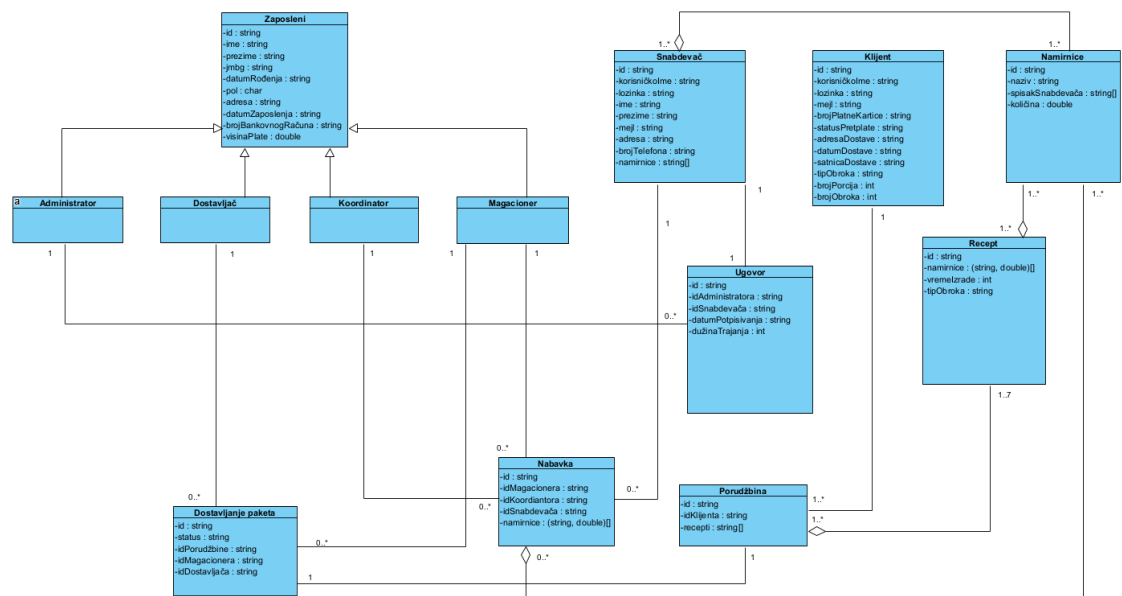 Zaposleni
-id : string
-ime : string
-prezime : string
-jmbg : string
-datumRođenja : string
-pol : char
-adresa : string
-datumZaposlenja : string
-brojBankovnogRačuna : string
-visinaPlate : double
1..*
1..*
Snabdevač
-id : string
-korisničkoIme : string
-lozinka : string
-ime : string
-prezime : string
-mejl : string
-adresa : string
-brojTelefona : string
-namirnice : string[]
Klijent
-id : string
-korisničkoIme : string
-lozinka : string
-mejl : string
-brojPlatneKartice : string
-statusPretplate : string
-adresaDostave : string
-datumDostave : string
-satnicaDostave : string
-tipObroka : string
-brojPorcija : int
-brojObroka : int
Namirnice
-id : string
-naziv : string
-spisakSnabdevača : string[]
-količina : double
a
Administrator
Dostavljač
Koordinator
Magacioner
1
1
1
1
1
1
1
1
1..*
1..*
1..*
Recept
-id : string
-namirnice : (string, double)[]
-vremeIzrade : int
-tipObroka : string
1
Ugovor
-id : string
-idAdministratora : string
-idSnabdevača : string
-datumPotpisivanja : string
-dužinaTrajanja : int
0..*
1..7
0..*
Nabavka
-id : string
-idMagacionera : string
-idKoordiantora : string
-idSnabdevača : string
-namirnice : (string, double)[]
0..*
0..*
0..*
Porudžbina
-id : string
-idKlijenta : string
-recepti : string[]
1..*
1..*
0..*
Dostavljanje paketa
-id : string
-status : string
-idPorudžbine : string
-idMagacionera : string
-idDostavljača : string
0..*
1
1
0..*